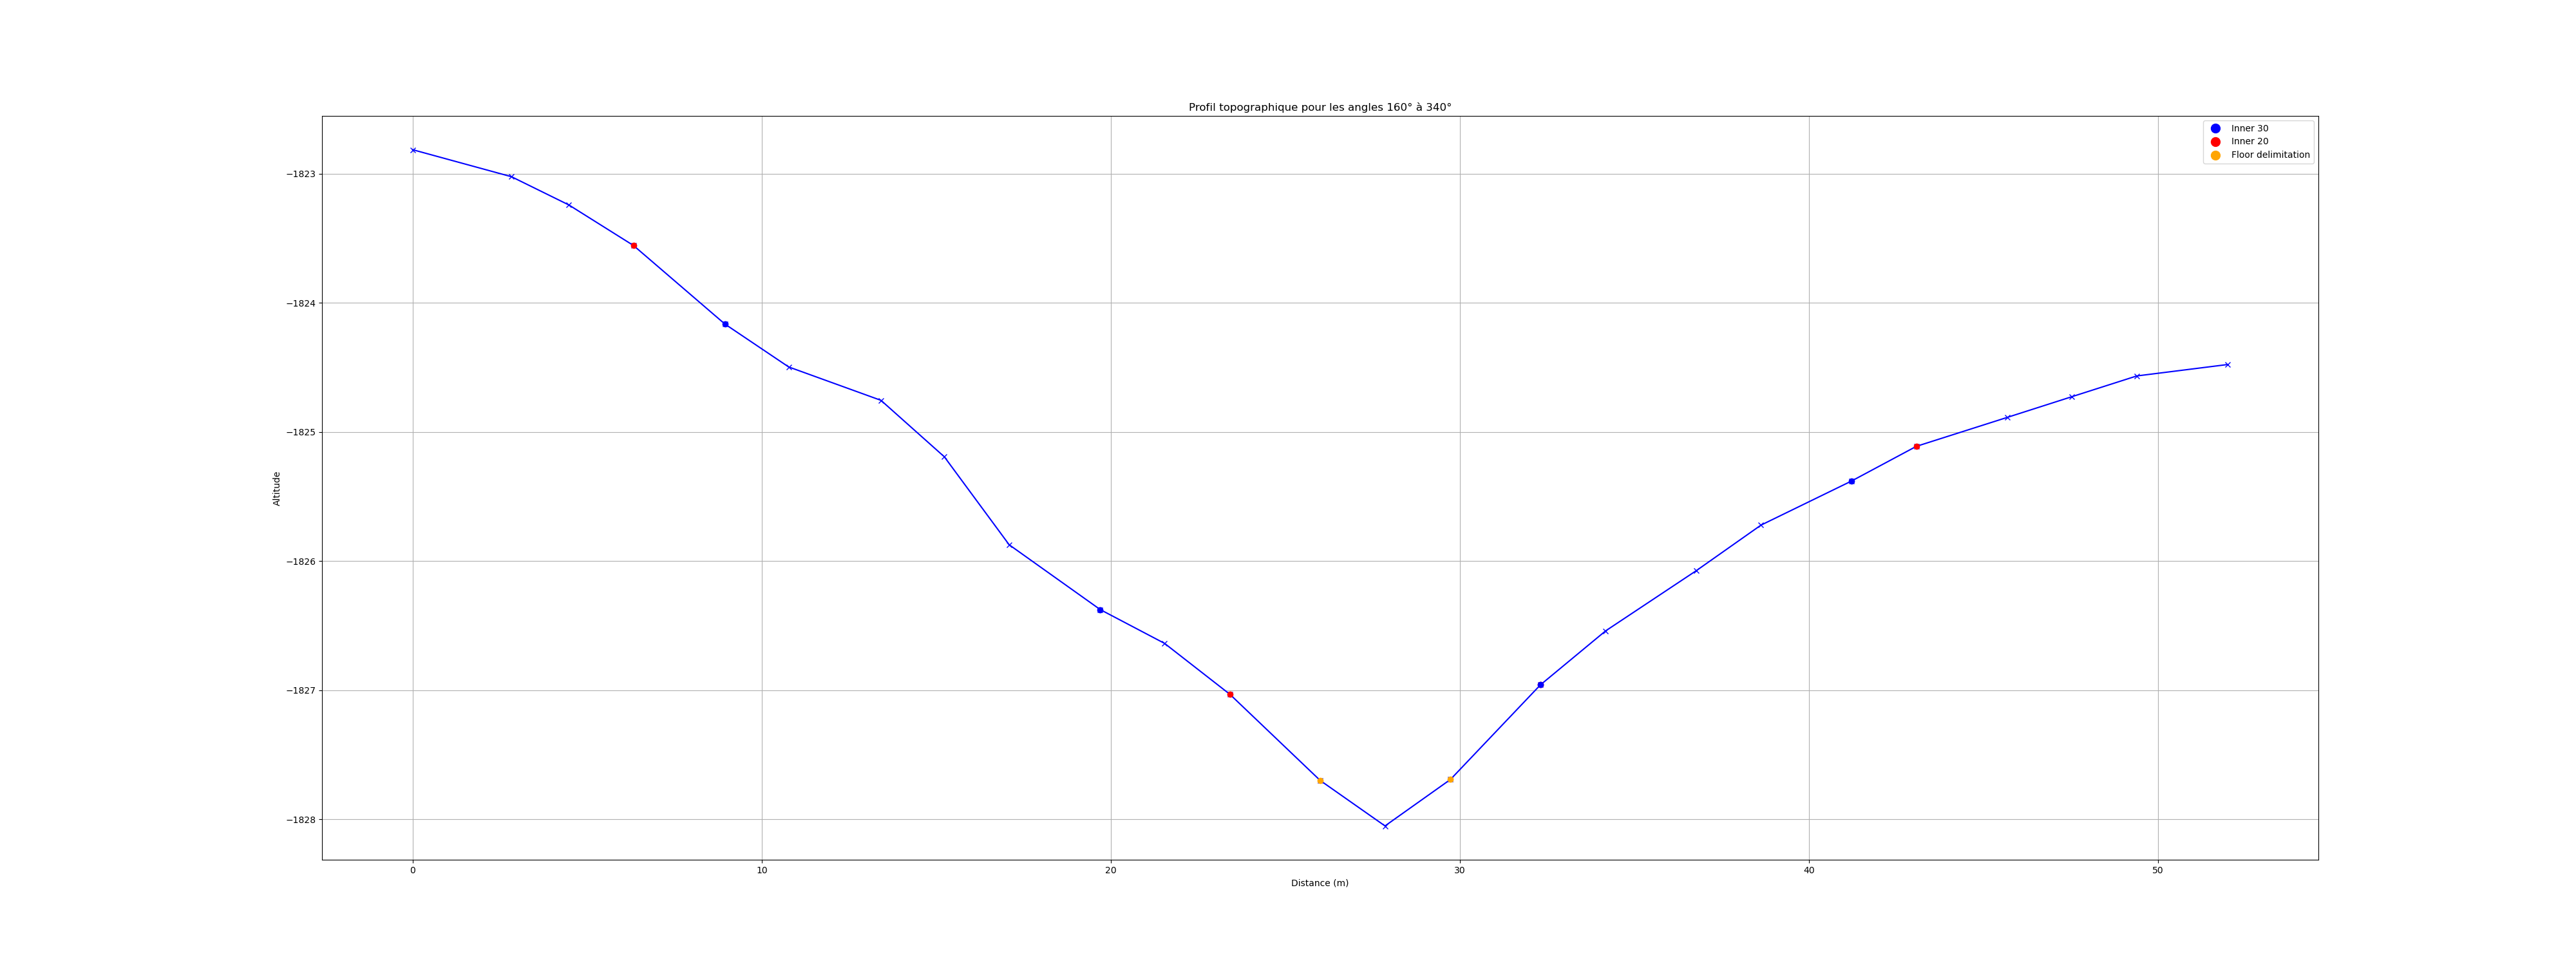 Profil topographique pour les angles 160° à 340°
Inner 30
Inner 20
Floor delimitation
−1823
−1824
−1825
−1826
−1827
−1828
Altitude
0 10 20 30 40 50
Distance (m)